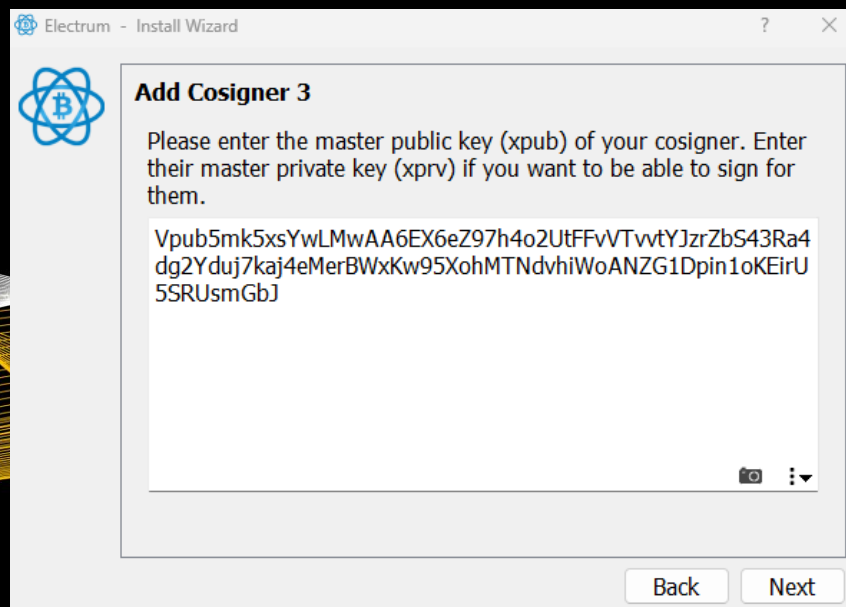 Electrum - Install Wizard
Add Cosigner 3
Please enter the master public key (xpub) of your cosigner. Enter
their master private key (xprv) if you want to be able to sign for
them.
Vpub5mk5xsYwLMwAA6EX6eZ97h4o2UtFFvVTvvtYJzrZbS43Ra4
dg2Yduj7kaj4eMerBWxKw95XohMTNdvhiWoANZG1Dpin1oKEirU
5SRUsmGbJ
Back Next